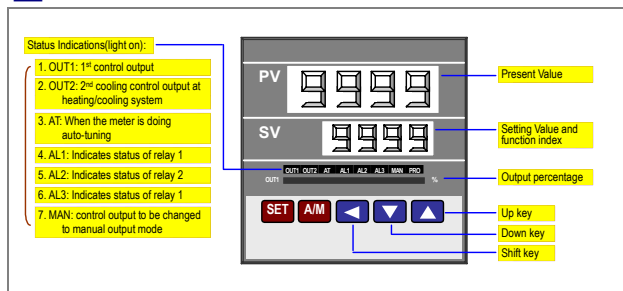 Status Indications(light on):
1. OUT1: 1st control output
2. OUT2: 2nd cooling control output at
heating/cooling system
3. AT: When the meter is doing
auto-tuning
4. AL1: Indicates status of relay 1
5. AL2: Indicates status of relay 2
6. AL3: Indicates status of relay 1
7. MAN: control output to be changed
to manual output mode
PV 9999
SV 9999
OUT1 OUT2 AT AL1 AL2 AL3 MAN PRO
OUT1 %
SET A/M
Present Value
Setting Value and
function index
Output percentage
Up key
Down key
Shift key